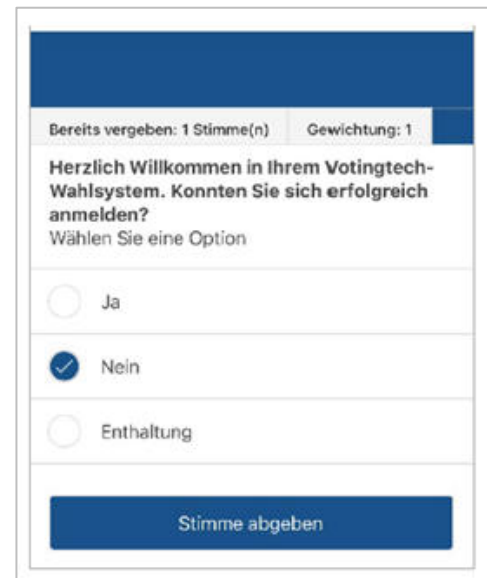 Bereits vergeben: 1 Stimme(n) Gewichtung: 1
Herzlich Willkommen in Ihrem Votingtech-
Wahlsystem. Konnten Sie sich erfolgreich
anmelden?
Wählen Sie eine Option
Ja
Nein
Enthaltung
Stimme abgeben